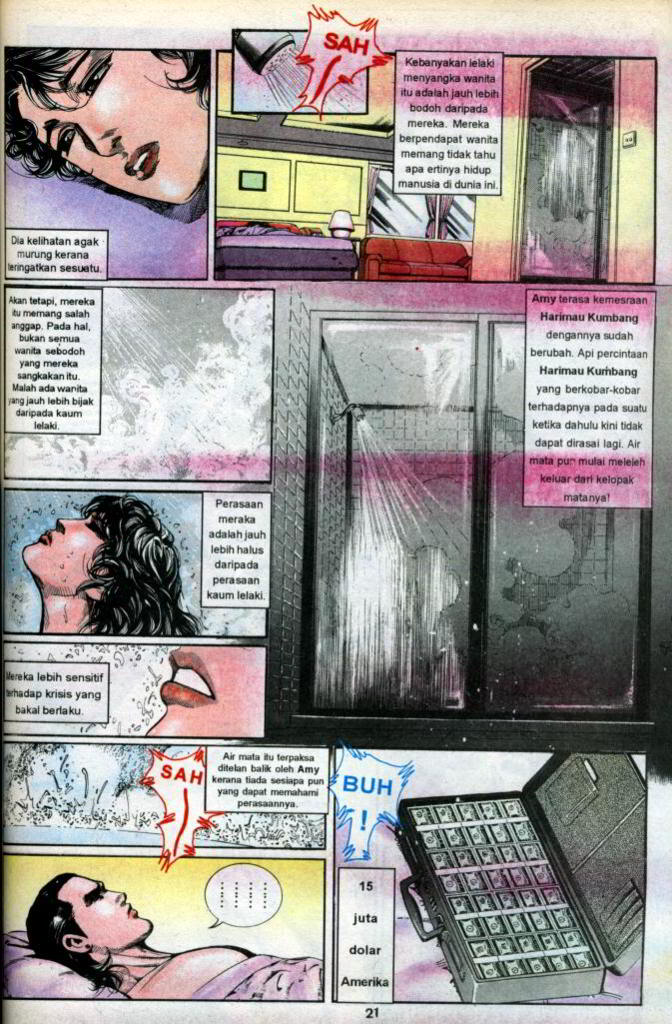 SAH
!
Kebanyakan lelaki
menyangka wanita
itu adalah jauh lebih
bodoh daripada
mereka. Mereka
berpendapat wanita
memang tidak tahu
apa ertinya hidup
manusia di dunia ini.
Dia kelihatan agak
murung kerana
teringatkan sesuatu.
Akan tetapi, mereka
itu memang salah
anggap. Pada hal,
bukan semua
wanita sebodoh
yang mereka
sangkakan itu.
Malah ada wanita
yang jauh lebih bijak
daripada kaum
lelaki.
Amy terasa kemesraan
Harimau Kumbang
dengannya sudah
berubah. Api percintaan
Harimau Kumbang
yang berkobar-kobar
terhadapnya pada suatu
ketika dahulu kini tidak
dapat dirasai lagi. Air
mata pun mulai meleleh
keluar dari kelopak
matanya!
Perasaan
meraka
adalah jauh
lebih halus
daripada
perasaan
kaum lelaki.
Mereka lebih sensitif
terhadap krisis yang
bakal berlaku.
SAH
!
Air mata itu terpaksa
ditelan balik oleh Amy
kerana tiada sesiapa pun
yang dapat memahami
perasaannya.
BUH
!
15
juta
dolar
Amerika
21